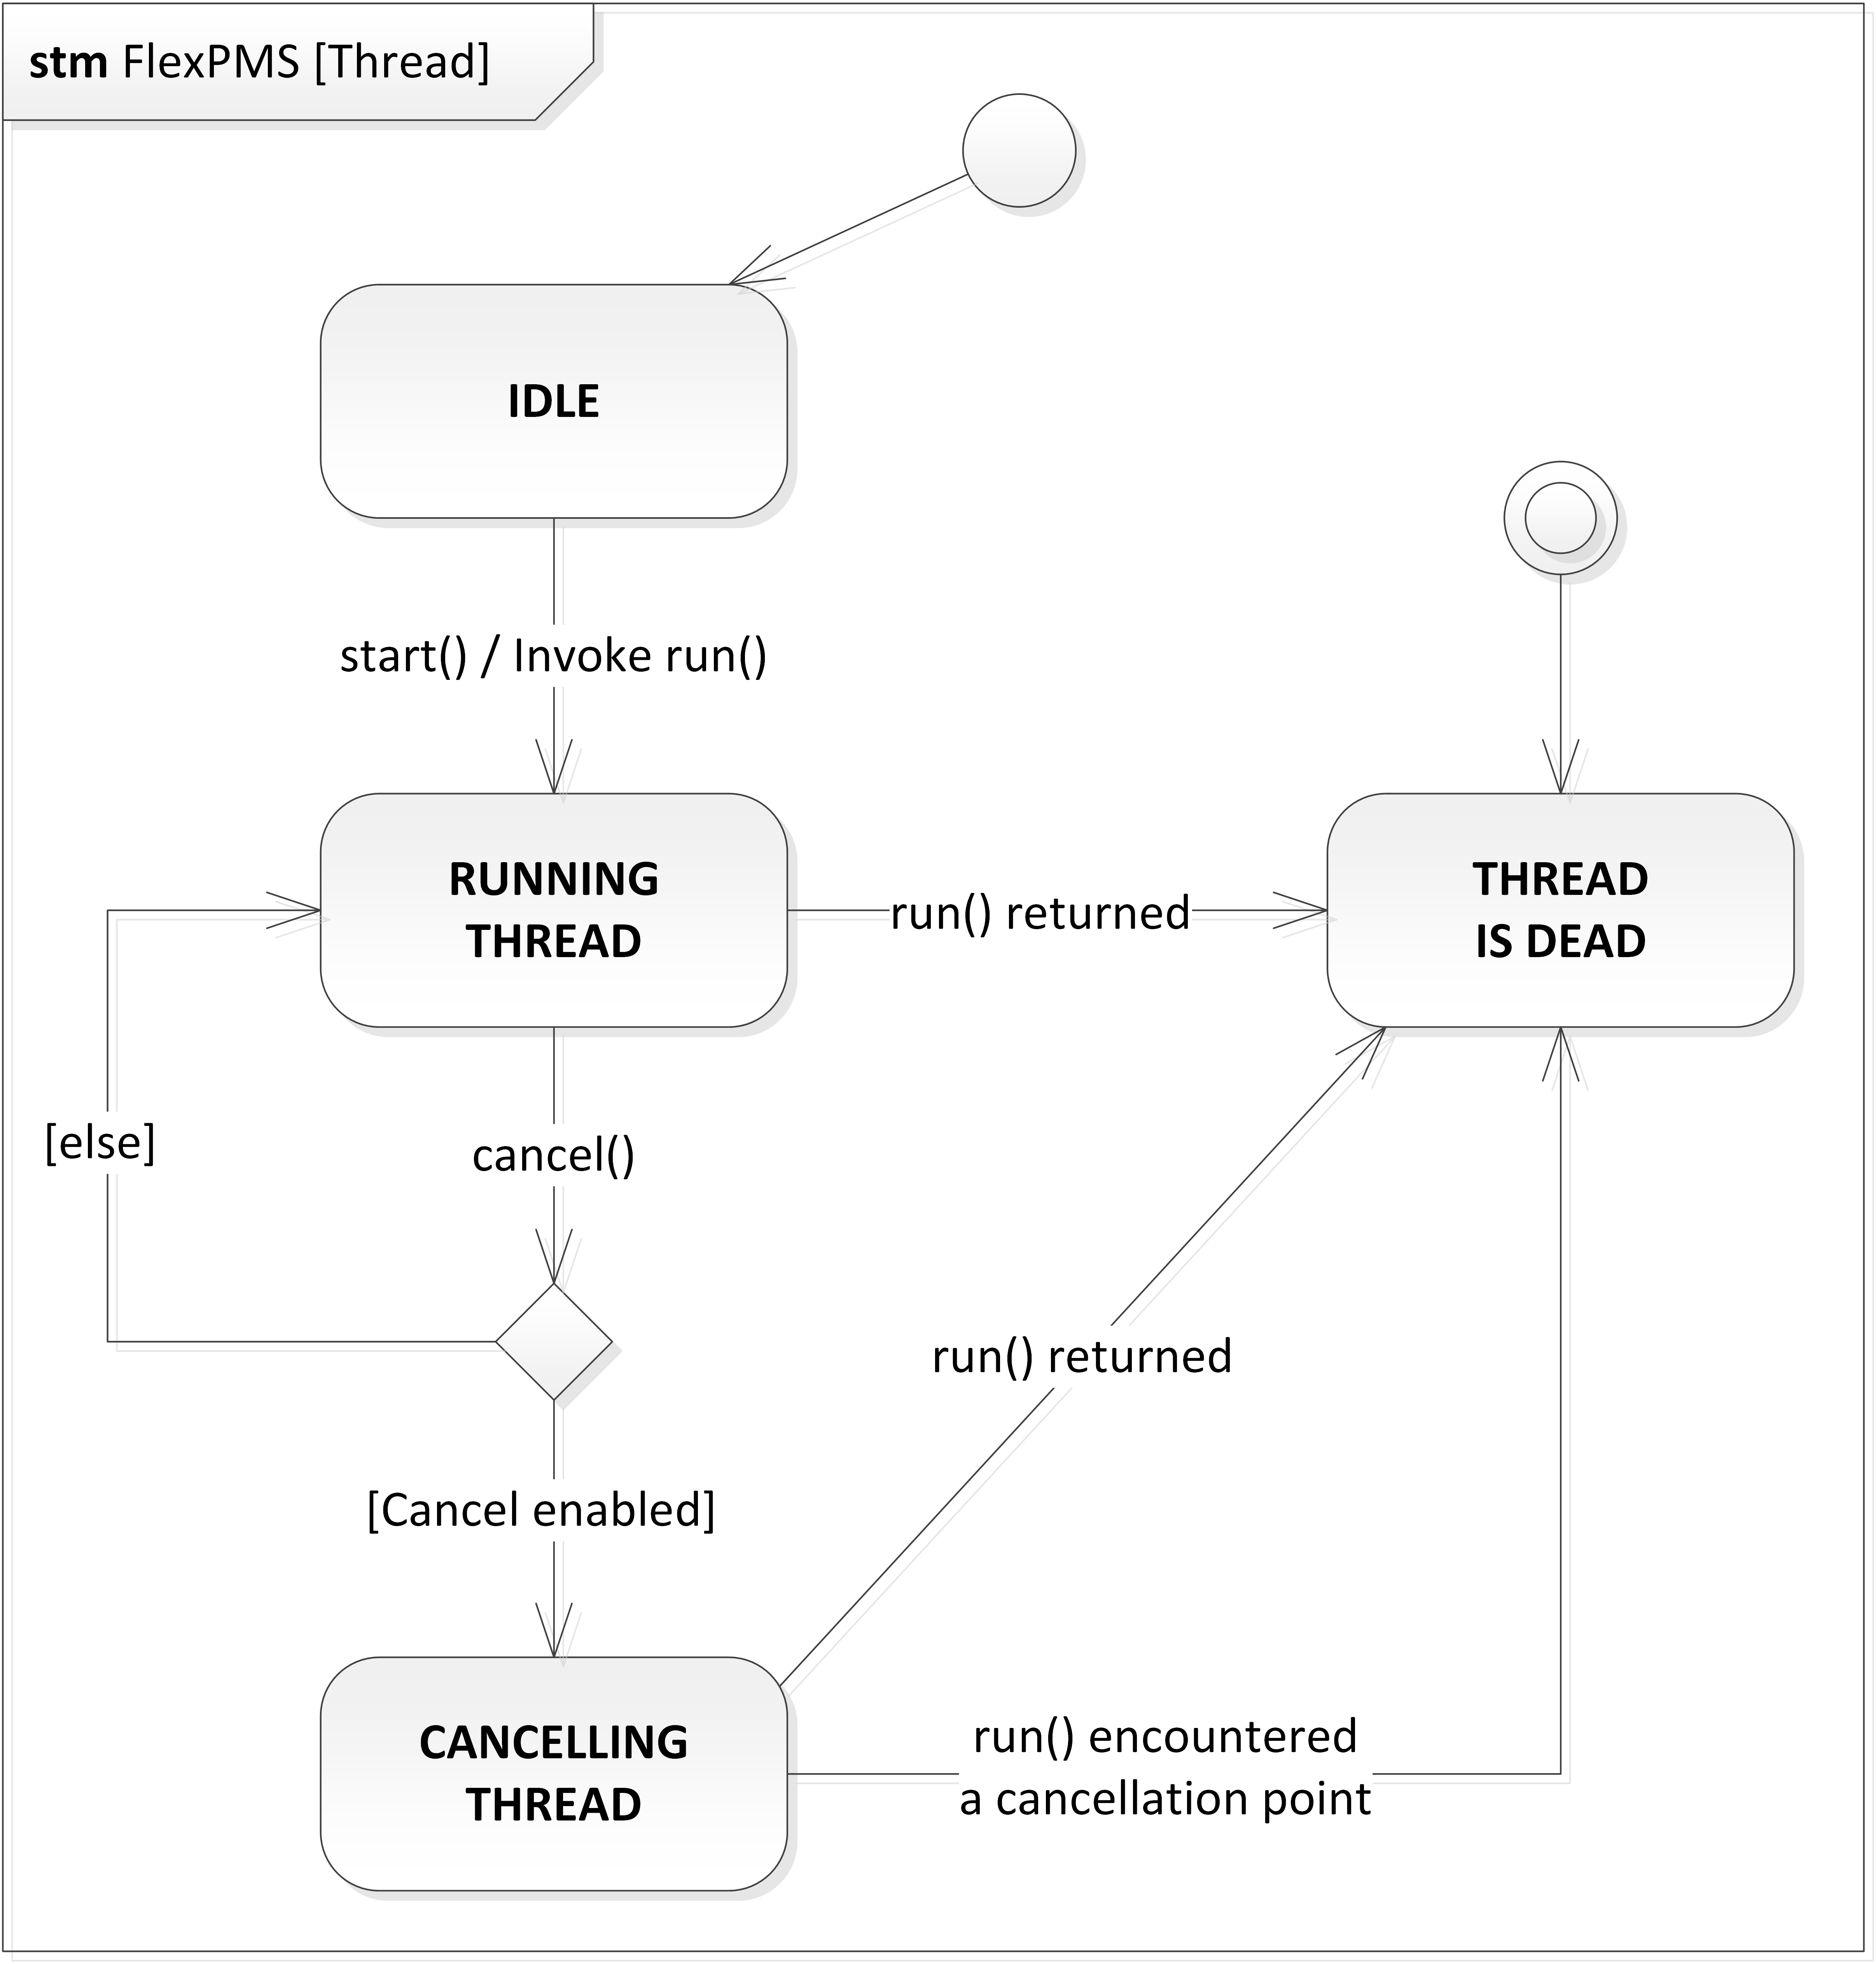 stm FlexPMS [Thread]
IDLE
start() / Invoke run()
RUNNING
THREAD
run() returned
THREAD
IS DEAD
[else]
cancel()
run() returned
[Cancel enabled]
CANCELLING
THREAD
run() encountered
a cancellation point